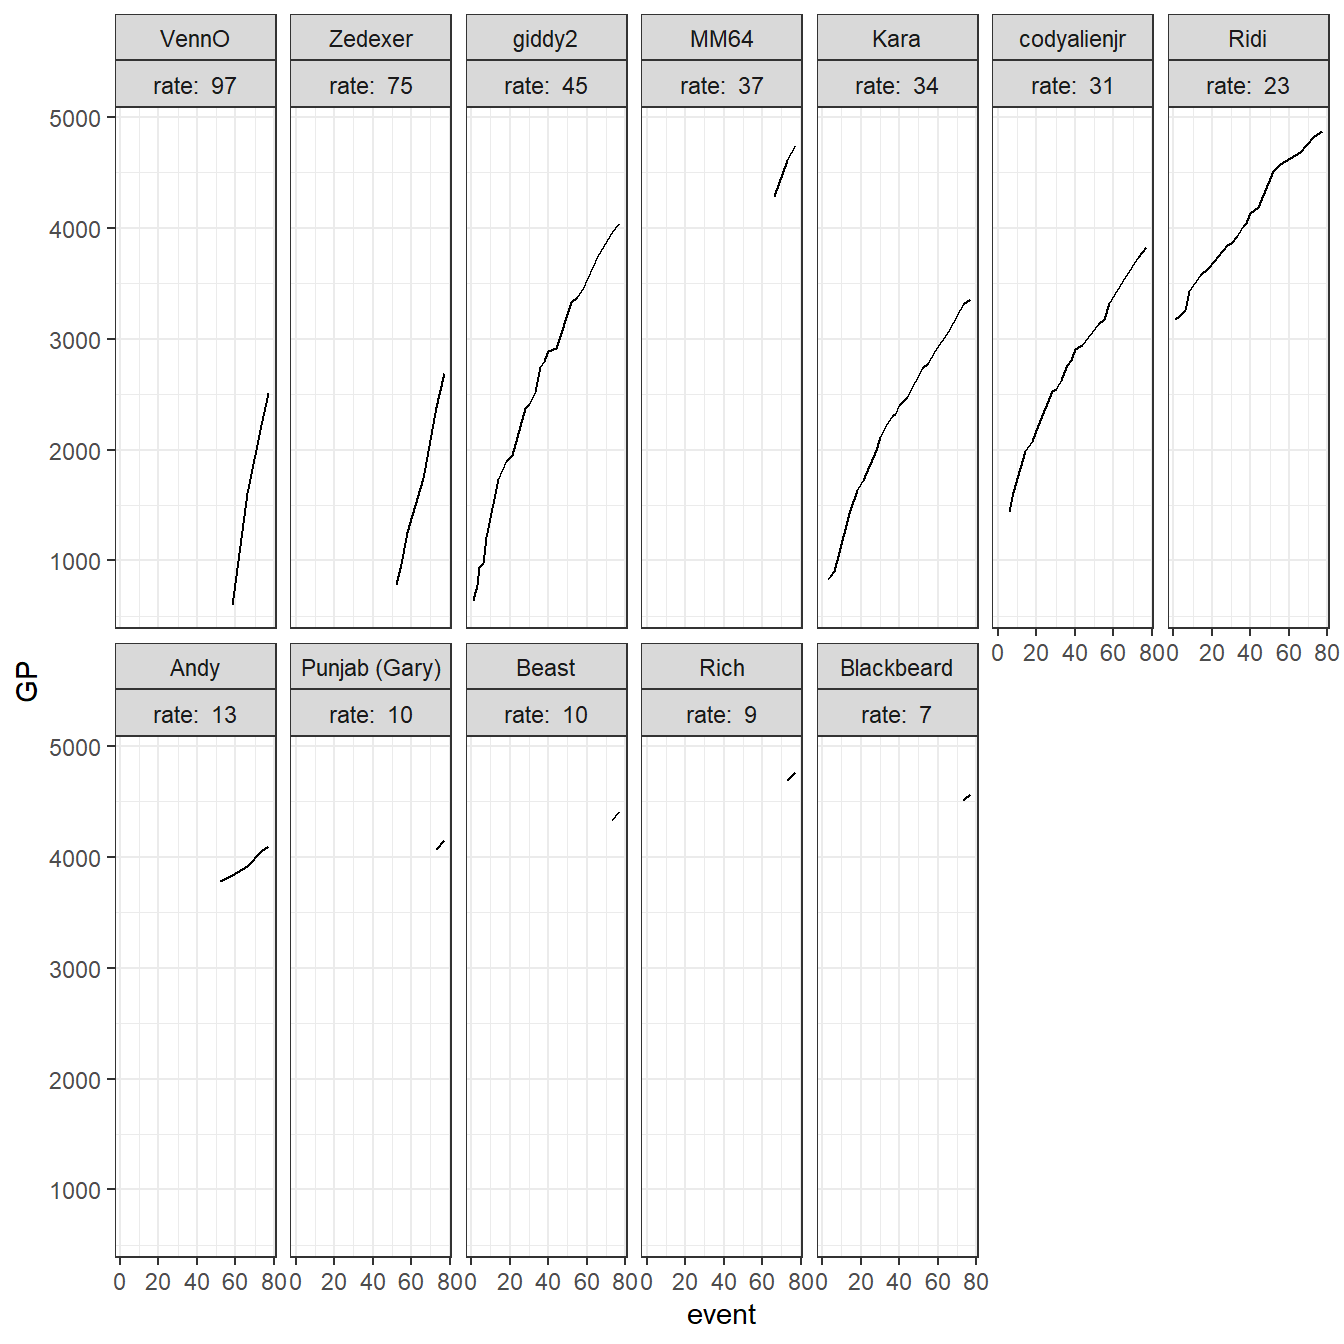 VennO Zedexer giddy2 MM64 Kara codyalienjr Ridi
rate: 97 rate: 75 rate: 45 rate: 37 rate: 34 rate: 31 rate: 23
5000
4000
3000
2000
1000
0 20 40 60 80 0 20 40 60 80
Andy Punjab (Gary) Beast Rich Blackbeard
rate: 13 rate: 10 rate: 10 rate: 9 rate: 7
GP
5000
4000
3000
2000
1000
0 20 40 60 80 0 20 40 60 80 0 20 40 60 80 0 20 40 60 80 0 20 40 60 80
event